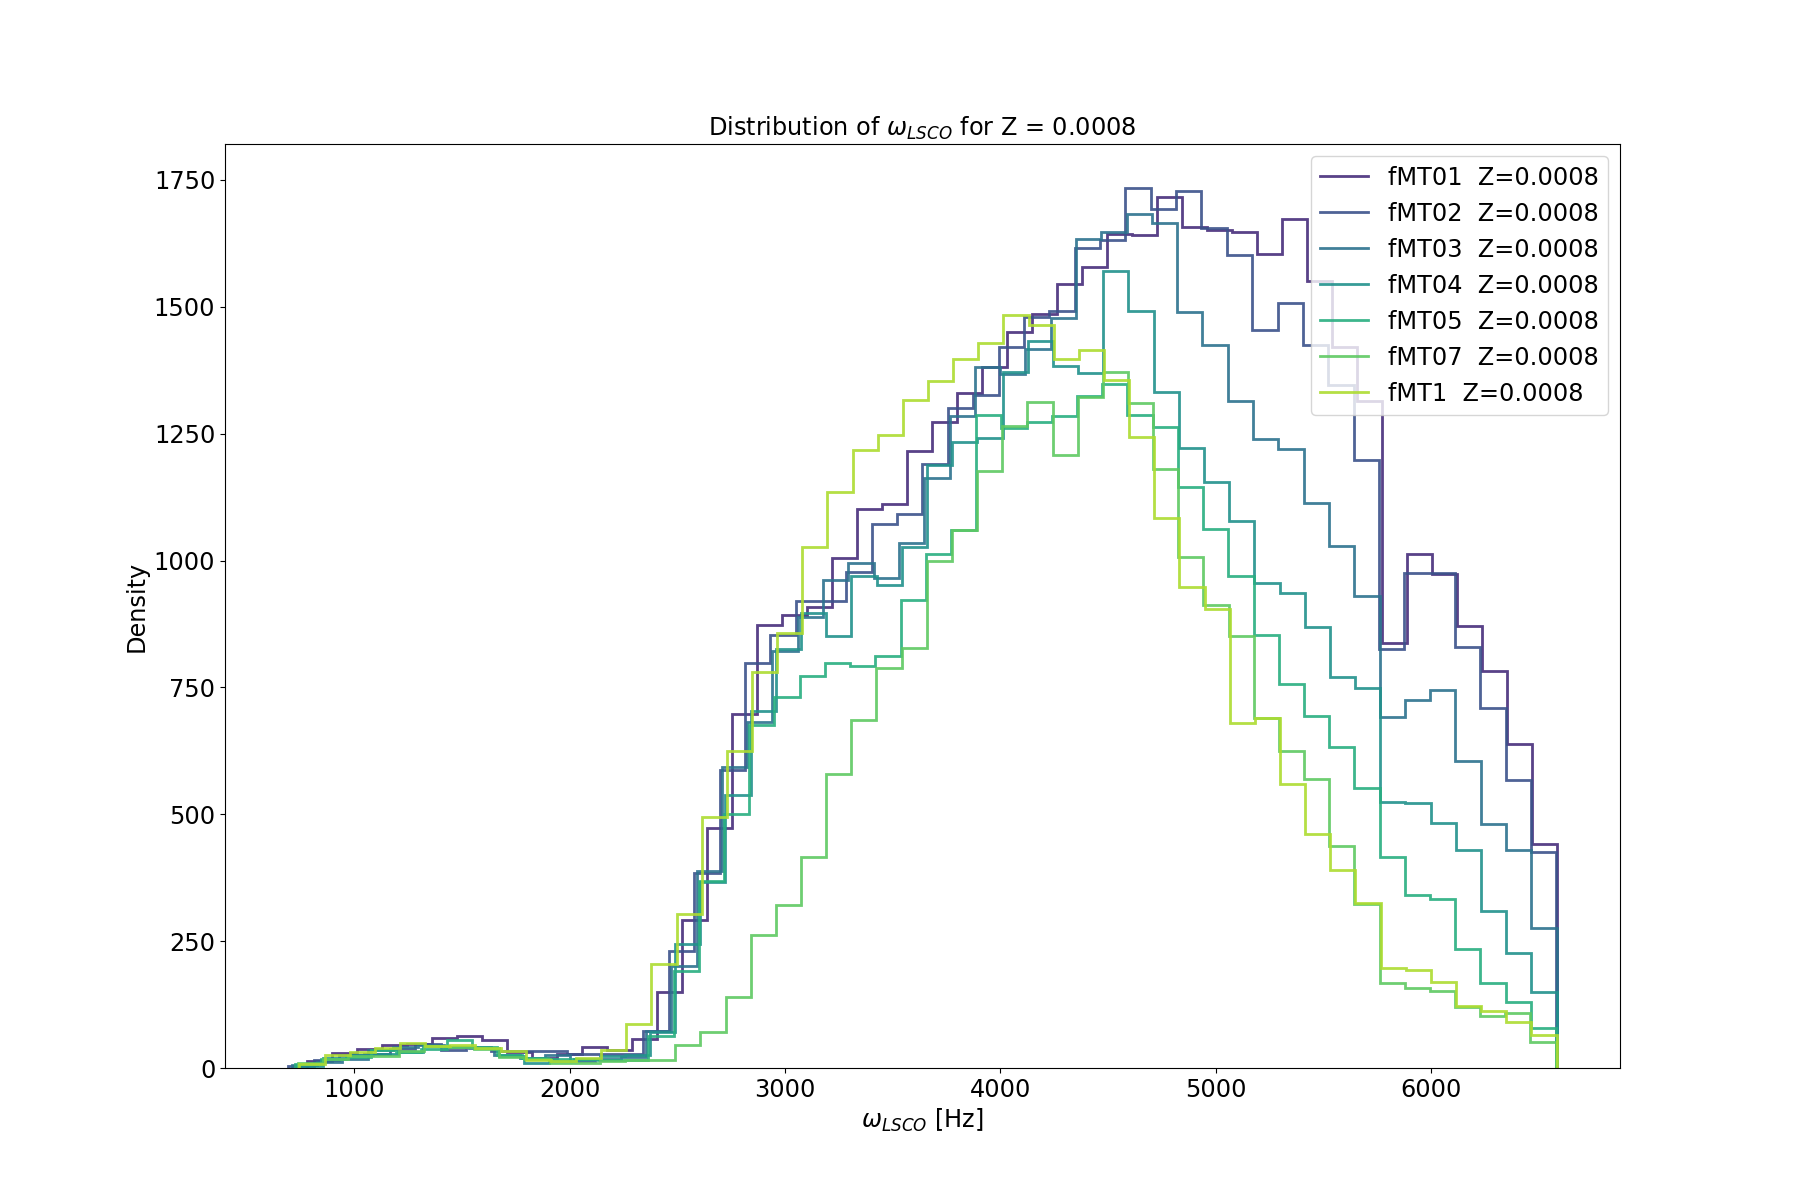 Distribution of ω_LSCO for Z = 0.0008
1750
1500
1250
1000
750
500
250
0
Density
fMT01 Z=0.0008
fMT02 Z=0.0008
fMT03 Z=0.0008
fMT04 Z=0.0008
fMT05 Z=0.0008
fMT07 Z=0.0008
fMT1 Z=0.0008
1000 2000 3000 4000 5000 6000
ω_LSCO [Hz]